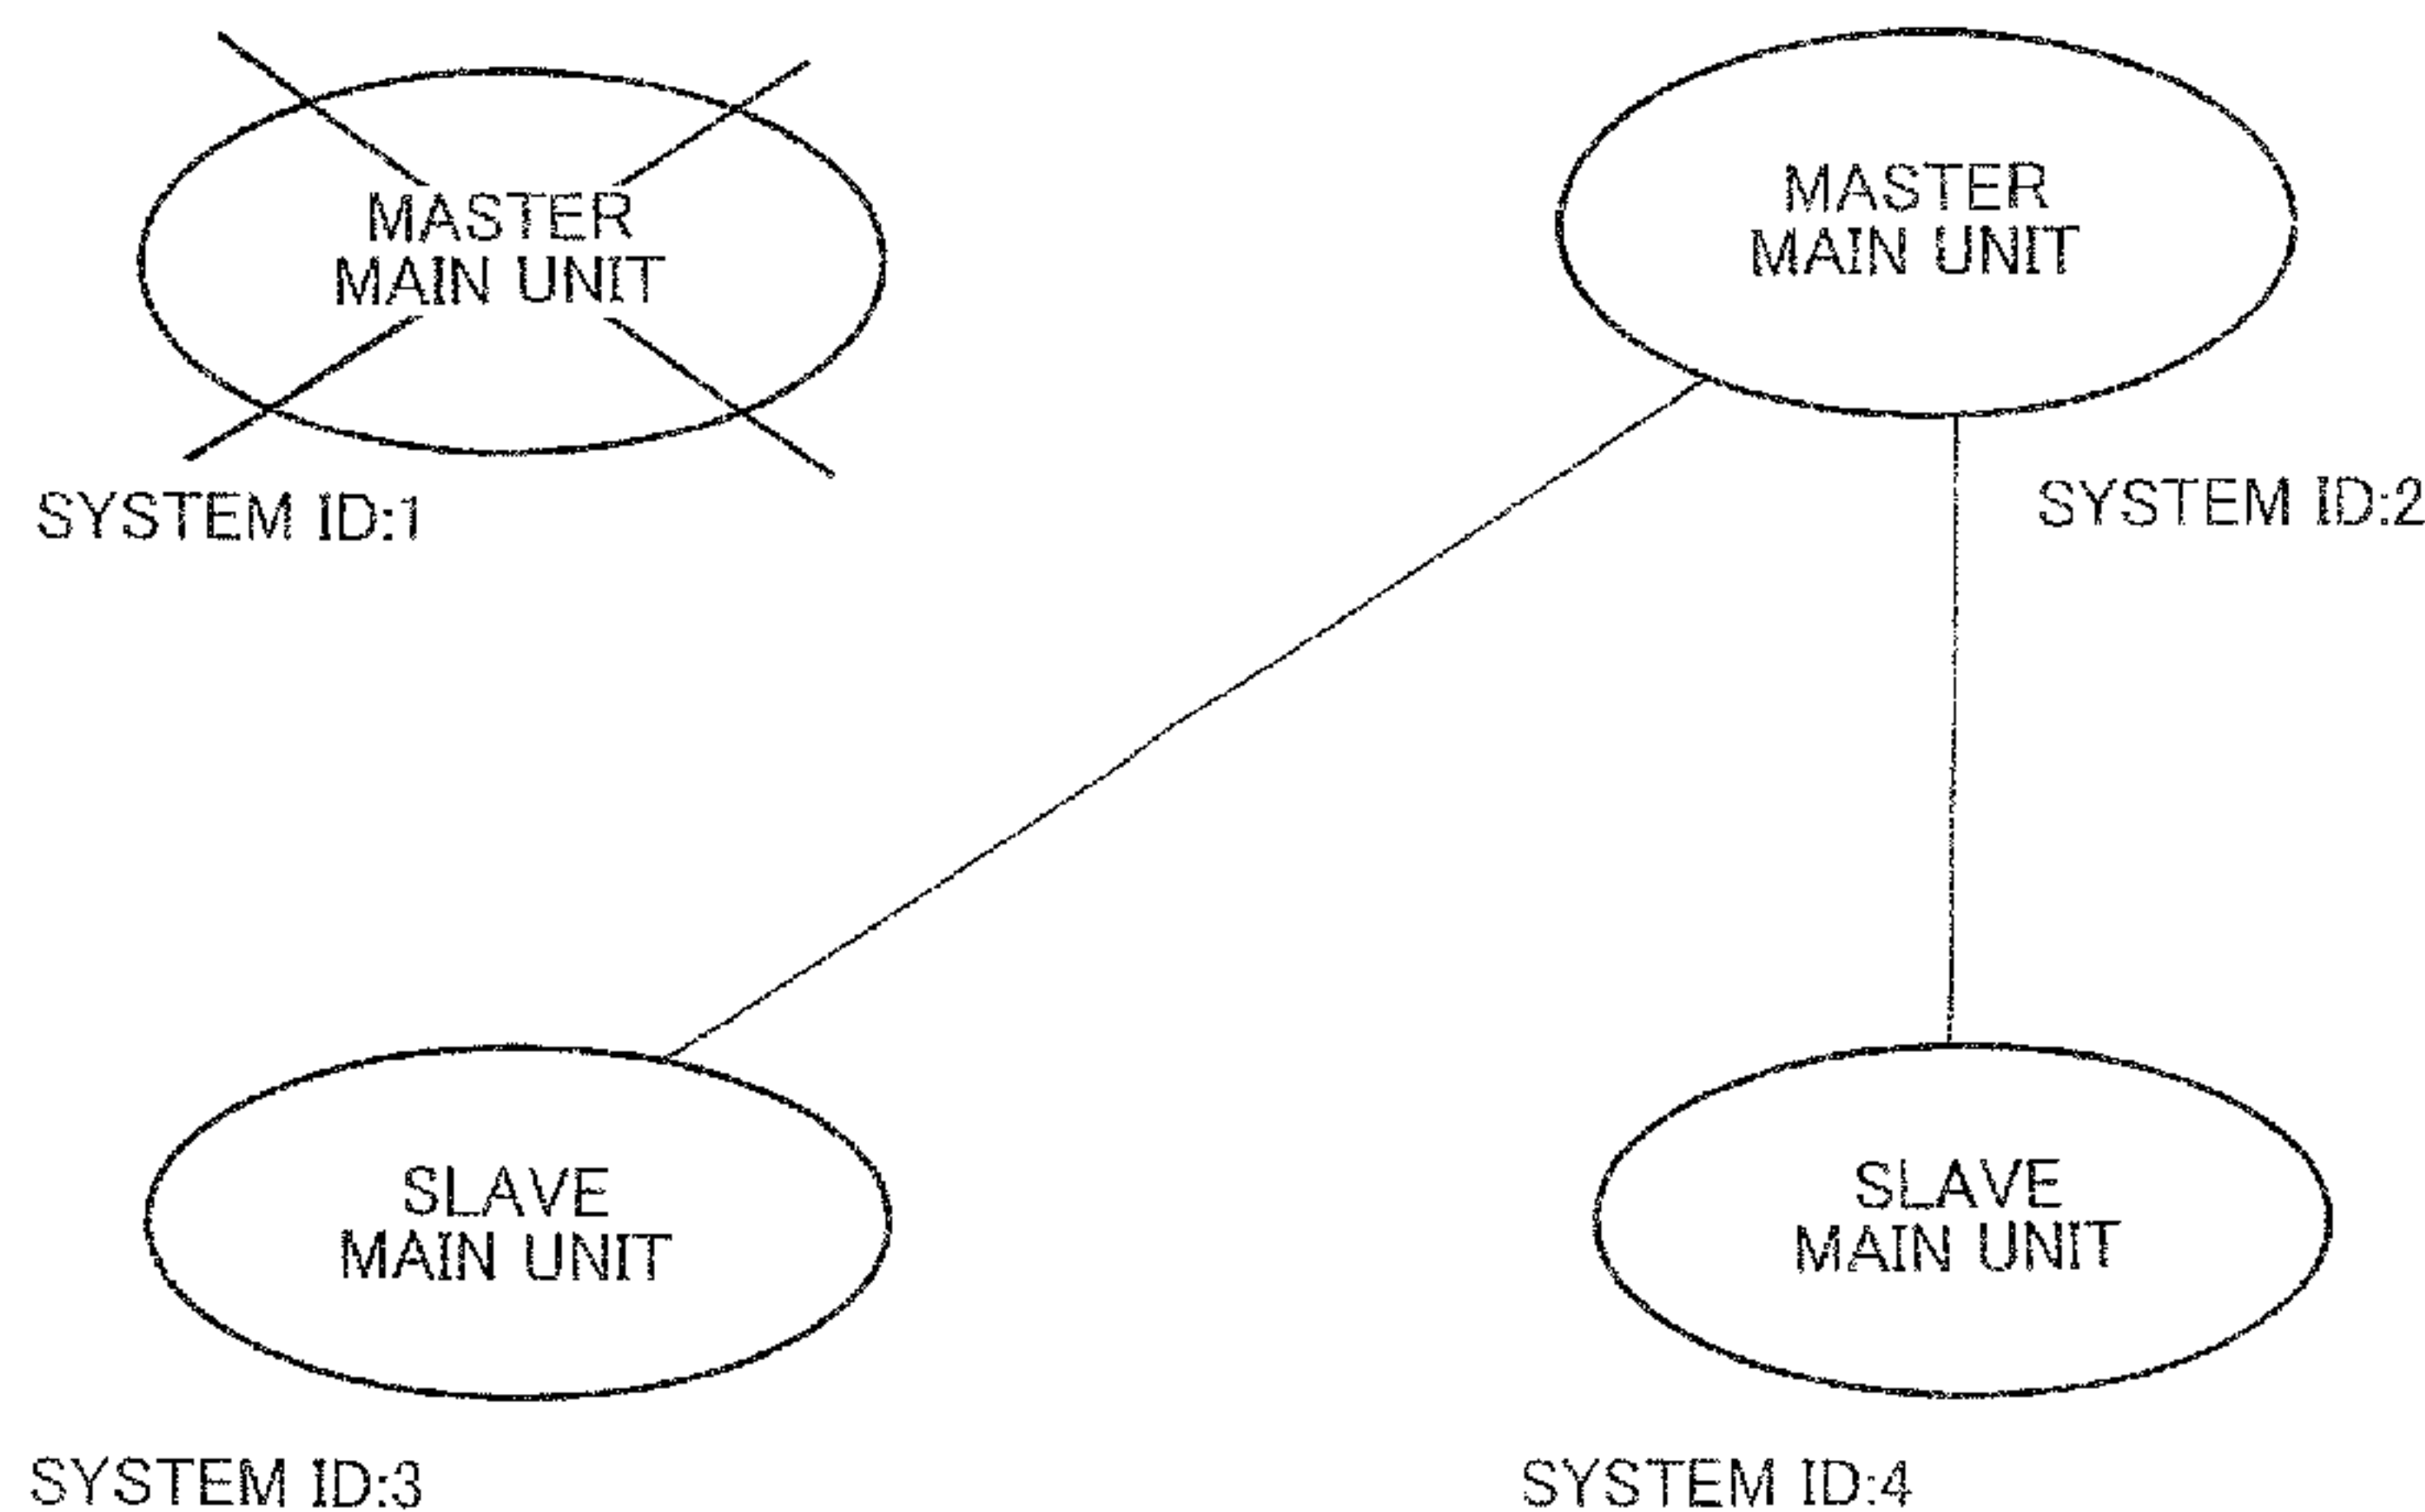 MASTER
MAIN UNIT
SYSTEM ID:1
MASTER
MAIN UNIT
SYSTEM ID:2
SLAVE
MAIN UNIT
SYSTEM ID:3
SLAVE
MAIN UNIT
SYSTEM ID:4